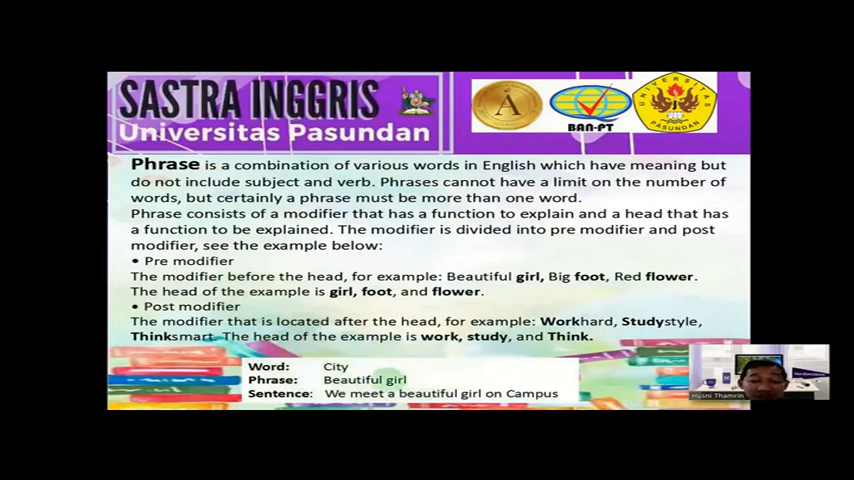 SASTRA INGGRIS
Universitas Pasundan
A
BAN-PT
UNIVERSITAS
PASUNDAN
Phrase is a combination of various words in English which have meaning but
do not include subject and verb. Phrases cannot have a limit on the number of
words, but certainly a phrase must be more than one word.
Phrase consists of a modifier that has a function to explain and a head that has
a function to be explained. The modifier is divided into pre modifier and post
modifier, see the example below:
• Pre modifier
The modifier before the head, for example: Beautiful girl, Big foot, Red flower.
The head of the example is girl, foot, and flower.
• Post modifier
The modifier that is located after the head, for example: Workhard, Studystyle,
Thinksmart. The head of the example is work, study, and Think.
Word: City
Phrase: Beautiful girl
Sentence: We meet a beautiful girl on Campus
Husni Thamrin